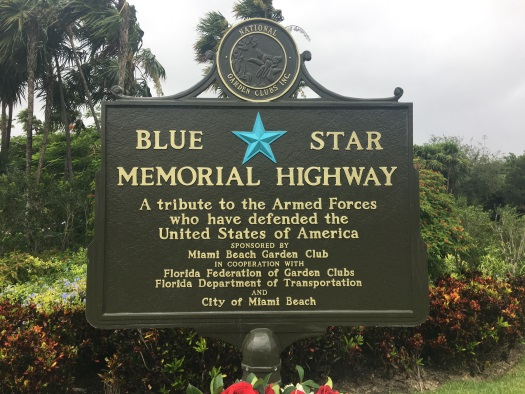 NATIONAL
GARDEN CLUBS INC.
BLUE STAR
MEMORIAL HIGHWAY
A tribute to the Armed Forces
who have defended the
United States of America
SPONSORED BY
Miami Beach Garden Club
IN COOPERATION WITH
Florida Federation of Garden Clubs
Florida Department of Transportation
AND
City of Miami Beach